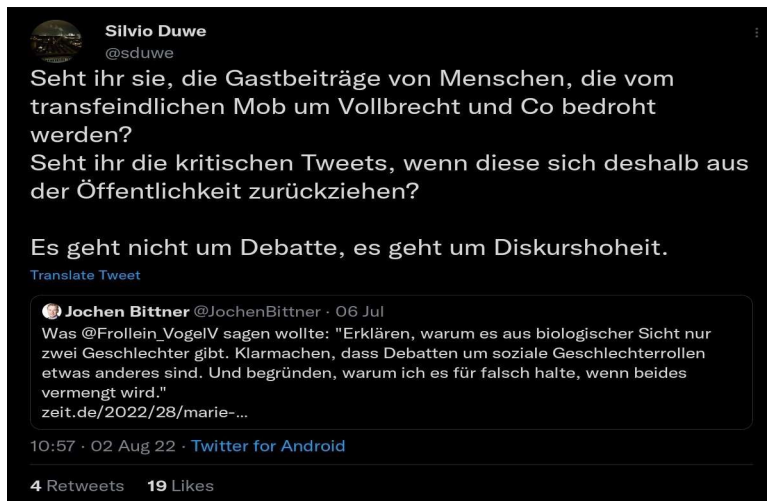 Silvio Duwe
@sduwe
Seht ihr sie, die Gastbeiträge von Menschen, die vom
transfeindlichen Mob um Vollbrecht und Co bedroht
werden?
Seht ihr die kritischen Tweets, wenn diese sich deshalb aus
der Öffentlichkeit zurückziehen?
Es geht nicht um Debatte, es geht um Diskurshoheit.
Translate Tweet
Jochen Bittner @JochenBittner · 06 Jul
Was @Frollein_VogelV sagen wollte: "Erklären, warum es aus biologischer Sicht nur
zwei Geschlechter gibt. Klarmachen, dass Debatten um soziale Geschlechterrollen
etwas anderes sind. Und begründen, warum ich es für falsch halte, wenn beides
vermengt wird."
zeit.de/2022/28/marie-...
10:57 · 02 Aug 22 · Twitter for Android
4 Retweets 19 Likes